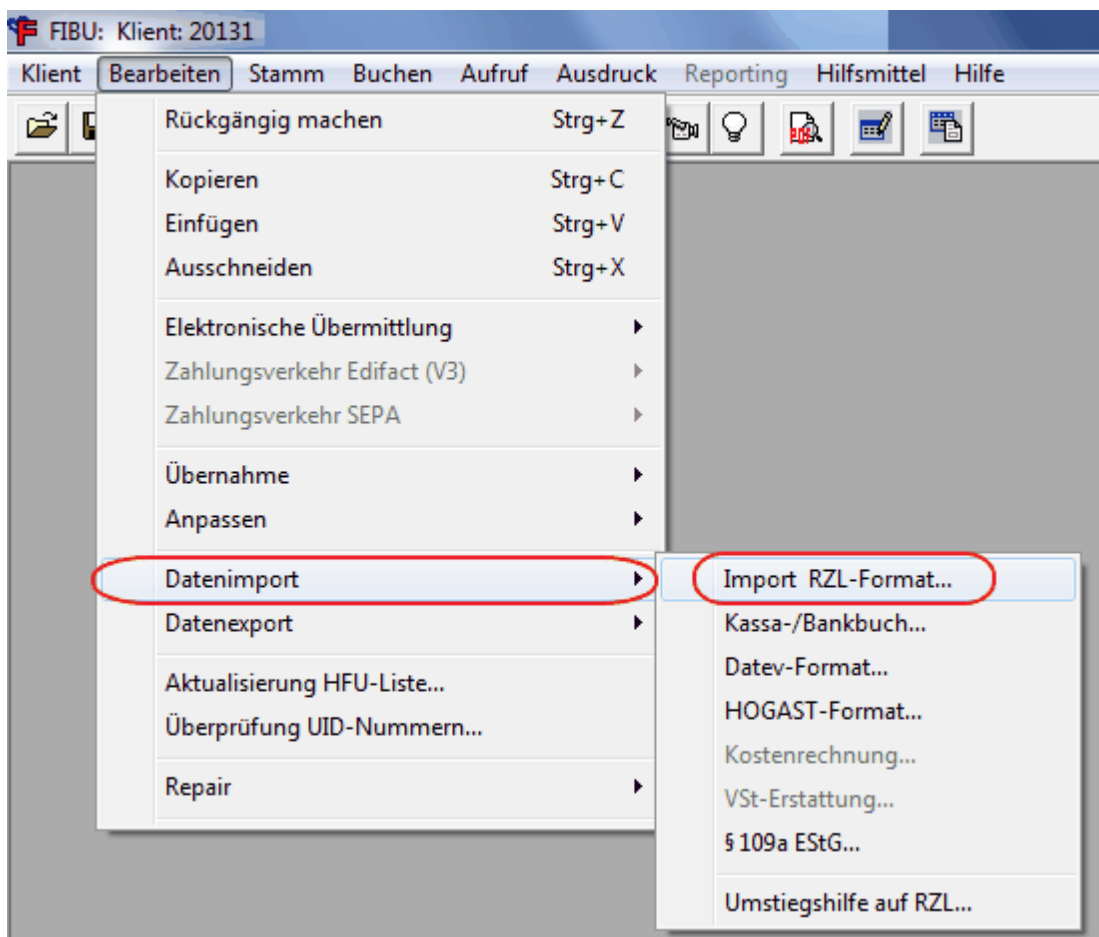 FIBU: Klient: 20131
Klient Bearbeiten Stamm Buchen Aufruf Ausdruck Reporting Hilfsmittel Hilfe
Rückgängig machen Strg+Z
Kopieren Strg+C
Einfügen Strg+V
Ausschneiden Strg+X
Elektronische Übermittlung
Zahlungsverkehr Edifact (V3)
Zahlungsverkehr SEPA
Übernahme
Anpassen
Datenimport
Datenexport
Aktualisierung HFU-Liste...
Überprüfung UID-Nummern...
Repair
Import RZL-Format...
Kassa-/Bankbuch...
Datev-Format...
HOGAST-Format...
Kostenrechnung...
VSt-Erstattung...
§ 109a EStG...
Umstiegshilfe auf RZL...